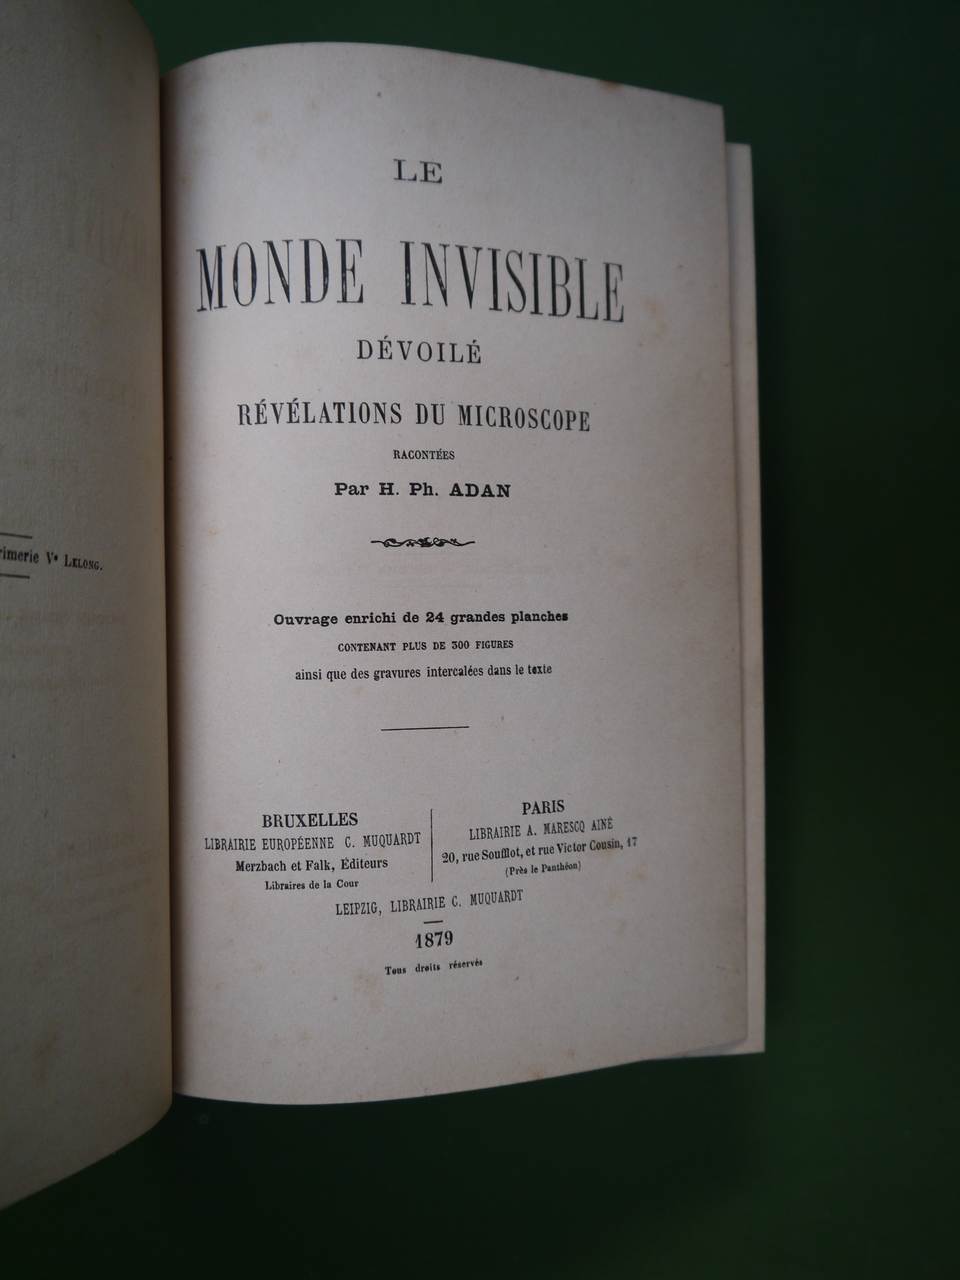 rimerie Vᵉ LELONG.
LE
MONDE INVISIBLE
DÉVOILÉ
RÉVÉLATIONS DU MICROSCOPE
RACONTÉES
Par H. Ph. ADAN
Ouvrage enrichi de 24 grandes planches
CONTENANT PLUS DE 300 FIGURES
ainsi que des gravures intercalées dans le texte
BRUXELLES
LIBRAIRIE EUROPÉENNE C. MUQUARDT
Merzbach et Falk, Éditeurs
Libraires de la Cour
PARIS
LIBRAIRIE A. MARESCQ AINÉ
20, rue Soufflot, et rue Victor Cousin, 17
(Près le Panthéon)
LEIPZIG, LIBRAIRIE C. MUQUARDT
1879
Tous droits réservés